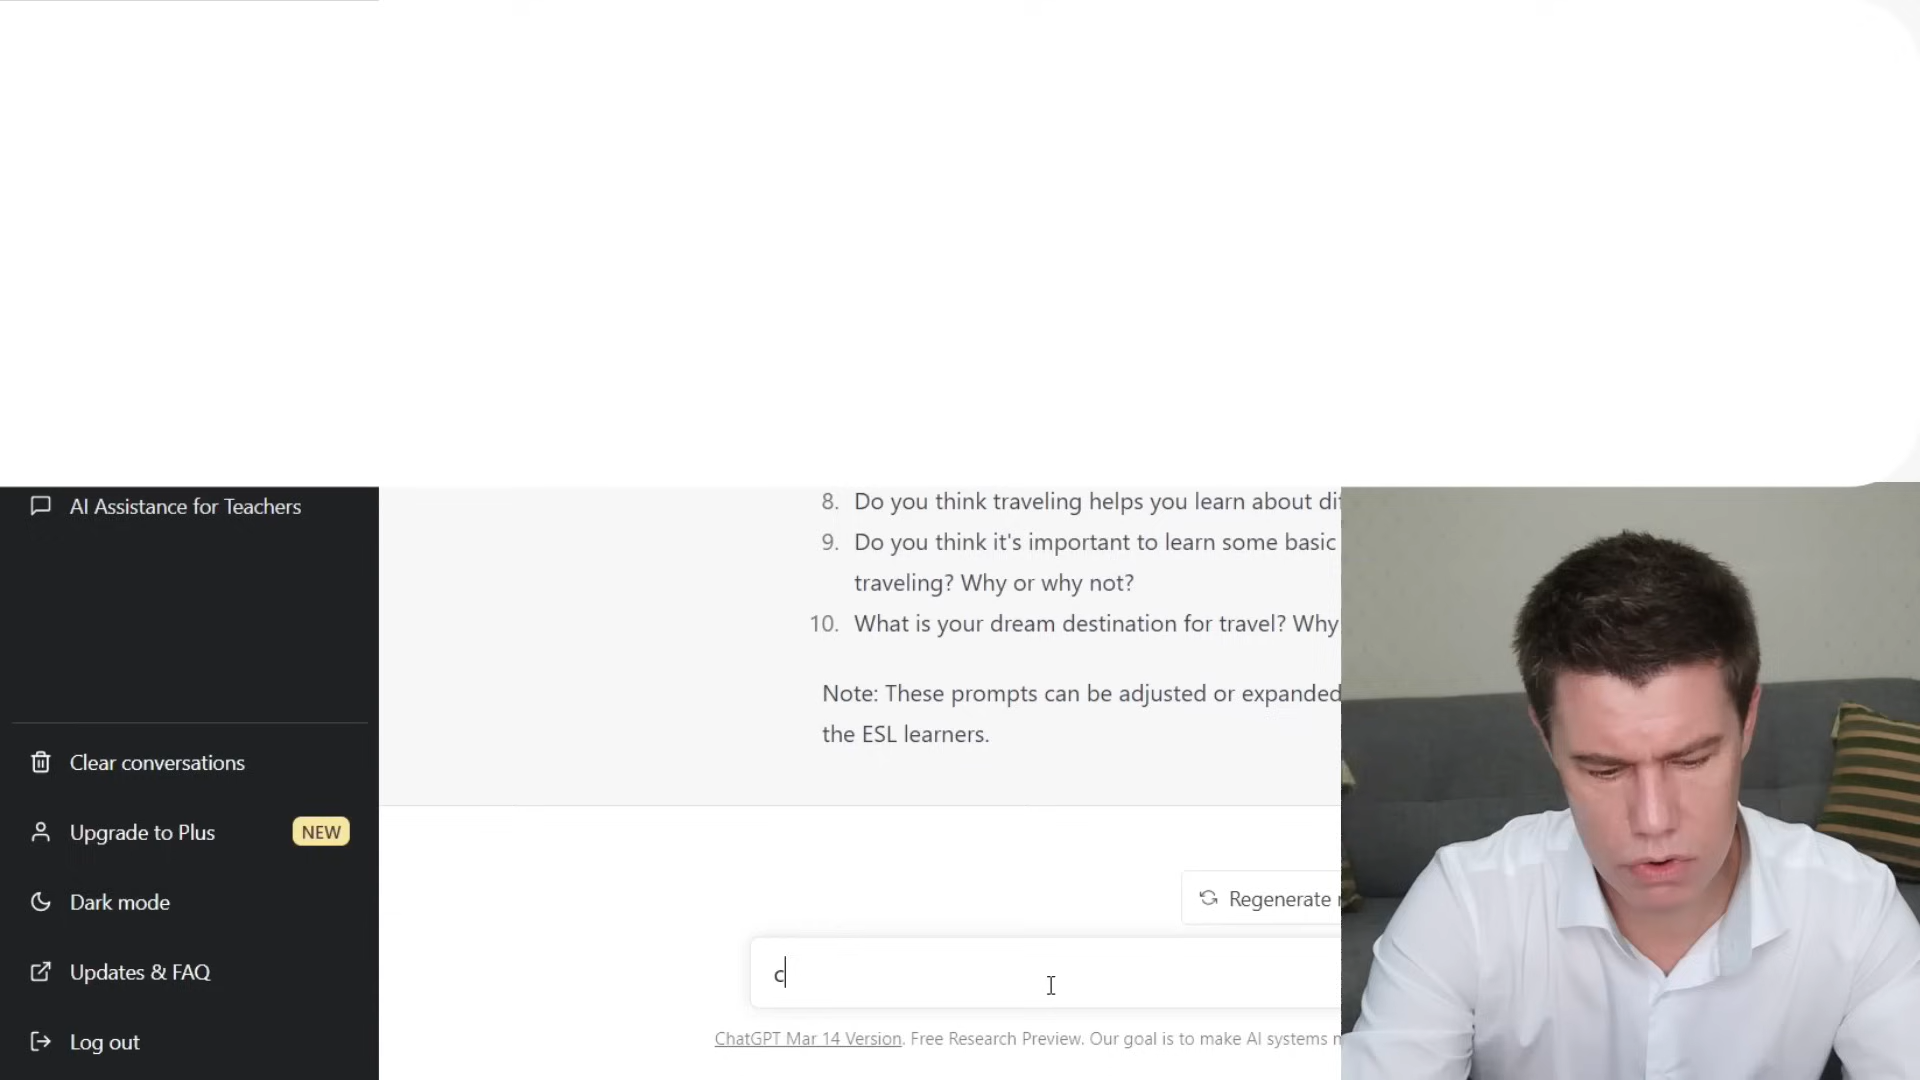 AI Assistance for Teachers
Clear conversations
Upgrade to Plus NEW
Dark mode
Updates & FAQ
Log out
8. Do you think traveling helps you learn about
9. Do you think it's important to learn some basic
traveling? Why or why not?
10. What is your dream destination for travel? Why
Note: These prompts can be adjusted or expanded
the ESL learners.
Regenerate
c
ChatGPT Mar 14 Version. Free Research Preview. Our goal is to make AI systems